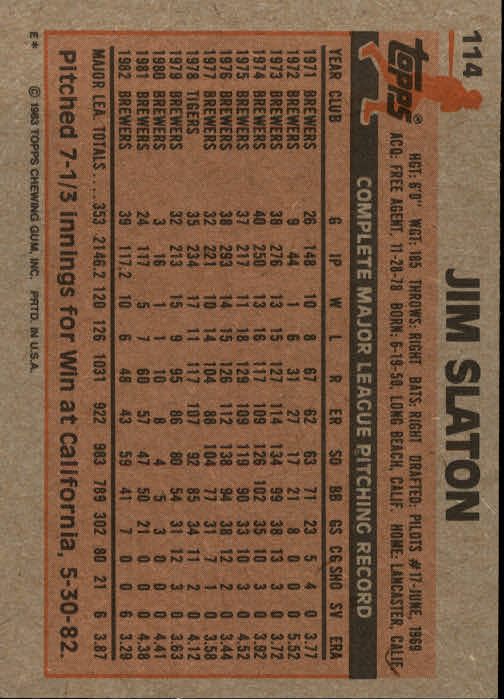 114
JIM SLATON
TOPPS®
HGT: 6'0" WGT: 185 THROWS: RIGHT BATS: RIGHT DRAFTED: PILOTS #17-JUNE, 1969
ACQ: FREE AGENT, 11-28-78 BORN: 6-19-50, LONG BEACH, CALIF. HOME: LANCASTER, CALIF.
COMPLETE MAJOR LEAGUE PITCHING RECORD
YEAR CLUB G IP W L R ER SO BB GS CG SHO SV ERA
1971 BREWERS 26 148 10 8 67 62 63 71 23 5 4 0 3.77
1972 BREWERS 9 44 1 6 31 27 17 21 8 0 0 0 5.52
1973 BREWERS 38 276 13 15 127 114 134 99 38 13 3 0 3.72
1974 BREWERS 40 250 13 16 117 109 126 102 35 10 3 0 3.92
1975 BREWERS 37 217 11 18 129 109 119 90 33 10 3 0 4.52
1976 BREWERS 38 293 14 15 126 112 138 94 38 12 2 0 3.44
1977 BREWERS 32 221 10 14 104 88 104 77 31 7 1 0 3.58
1978 TIGERS 35 234 17 11 117 107 92 85 34 11 2 0 4.12
1979 BREWERS 32 213 15 9 95 86 80 54 31 12 3 0 3.63
1980 BREWERS 3 16 1 1 10 8 4 5 3 0 0 0 4.41
1981 BREWERS 24 117 5 7 60 57 47 50 21 0 0 0 4.38
1982 BREWERS 39 117.2 10 6 48 43 59 41 7 0 0 6 3.29
MAJOR LEA. TOTALS ..... 353 2146.2 120 126 1031 922 983 789 302 80 21 6 3.87
Pitched 7-1/3 innings for Win at California, 5-30-82.
E* © 1983 TOPPS CHEWING GUM, INC. PRTD. IN U.S.A.